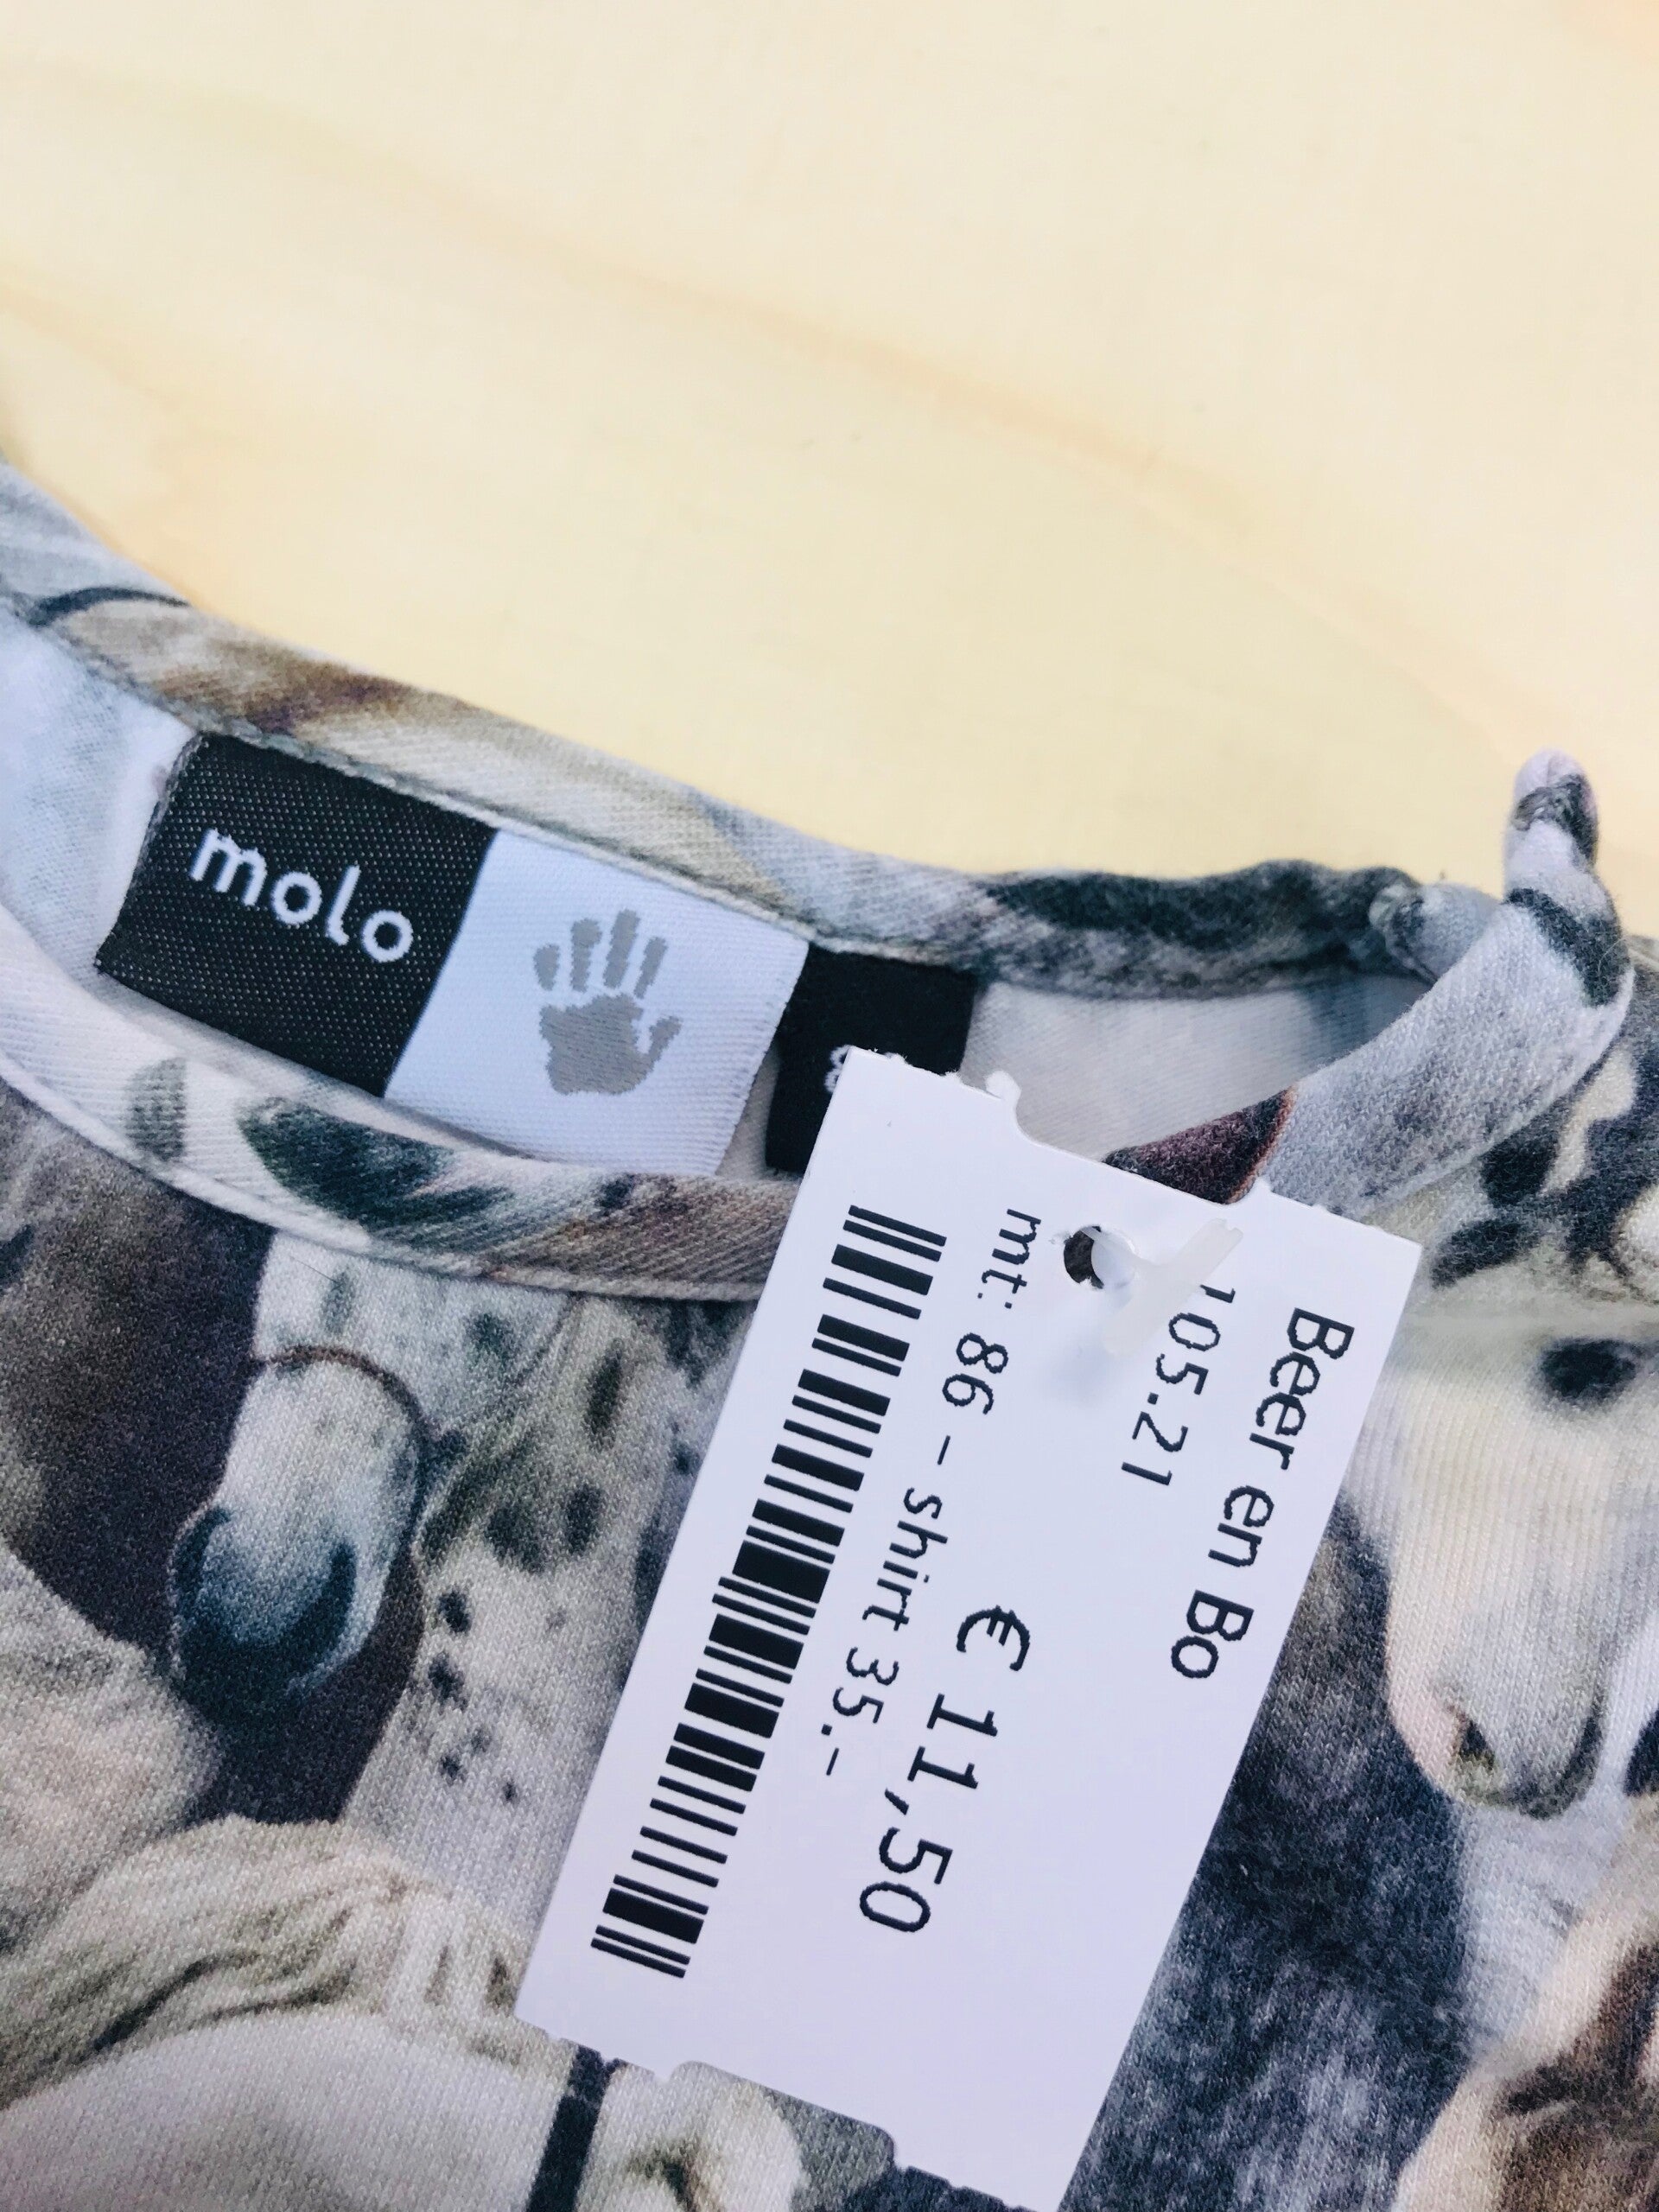 molo
Beer en Bo
105.21
€ 11,50
mt: 86 - shirt 35.-